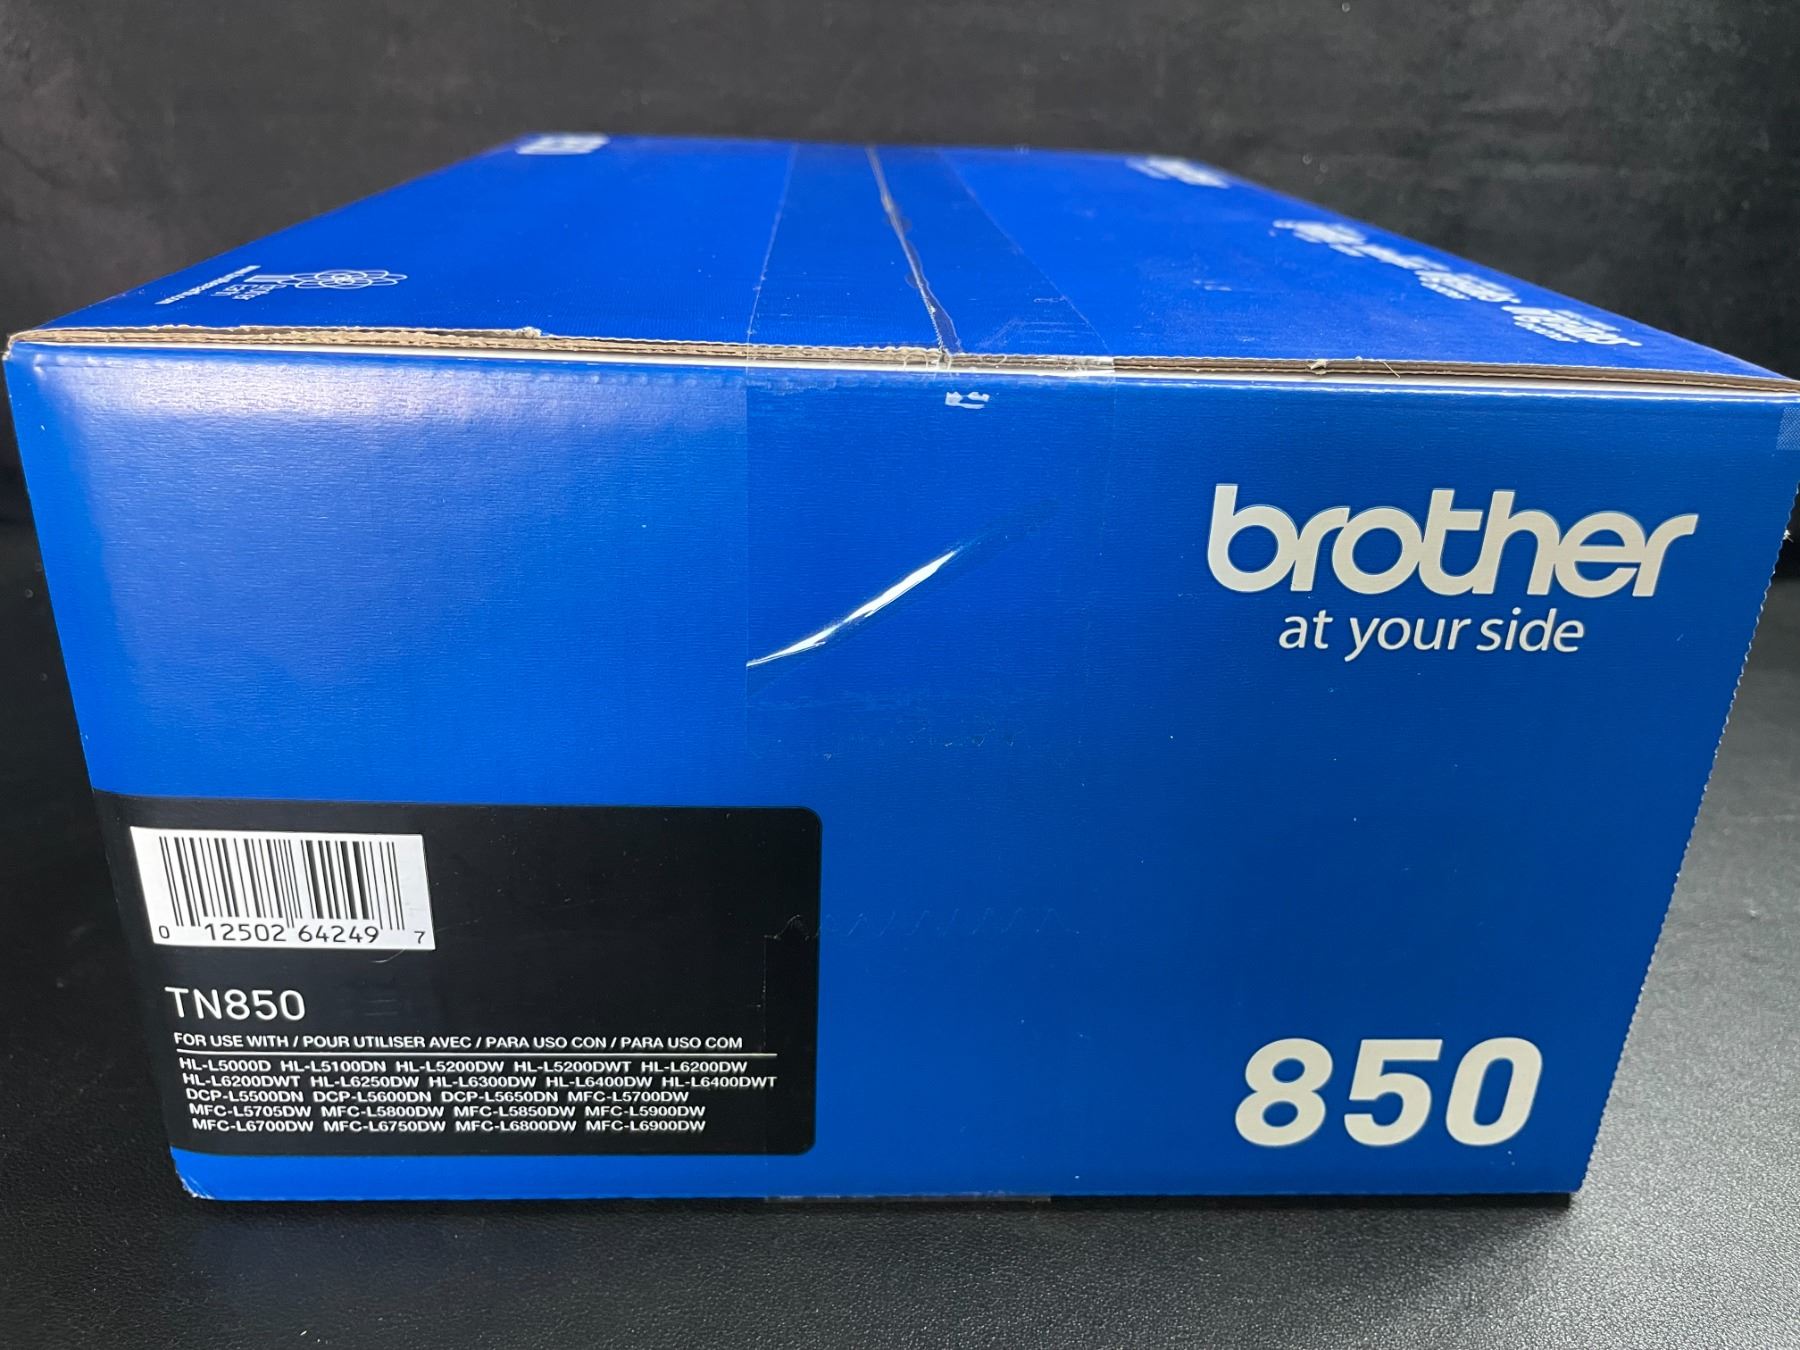 brother
at your side
0 12502 64249 7
TN850
FOR USE WITH / POUR UTILISER AVEC / PARA USO CON / PARA USO COM
HL-L5000D HL-L5100DN HL-L5200DW HL-L5200DWT HL-L6200DW
HL-L6200DWT HL-L6250DW HL-L6300DW HL-L6400DW HL-L6400DWT
DCP-L5500DN DCP-L5600DN DCP-L5650DN MFC-L5700DW
MFC-L5705DW MFC-L5800DW MFC-L5850DW MFC-L5900DW
MFC-L6700DW MFC-L6750DW MFC-L6800DW MFC-L6900DW
850